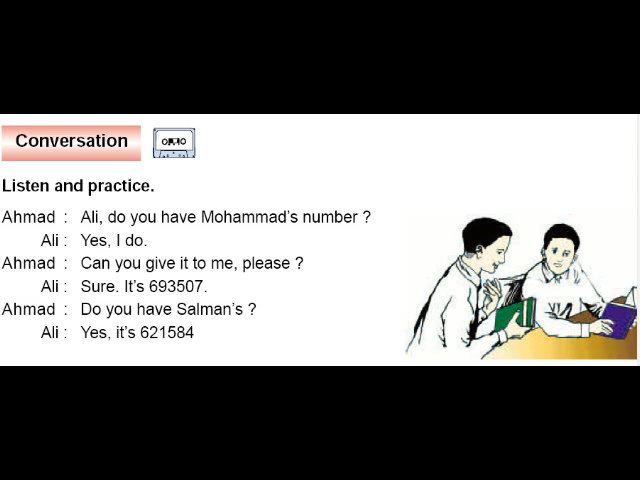 Conversation
Listen and practice.
Ahmad : Ali, do you have Mohammad's number ?
Ali : Yes, I do.
Ahmad : Can you give it to me, please ?
Ali : Sure. It's 693507.
Ahmad : Do you have Salman's ?
Ali : Yes, it's 621584